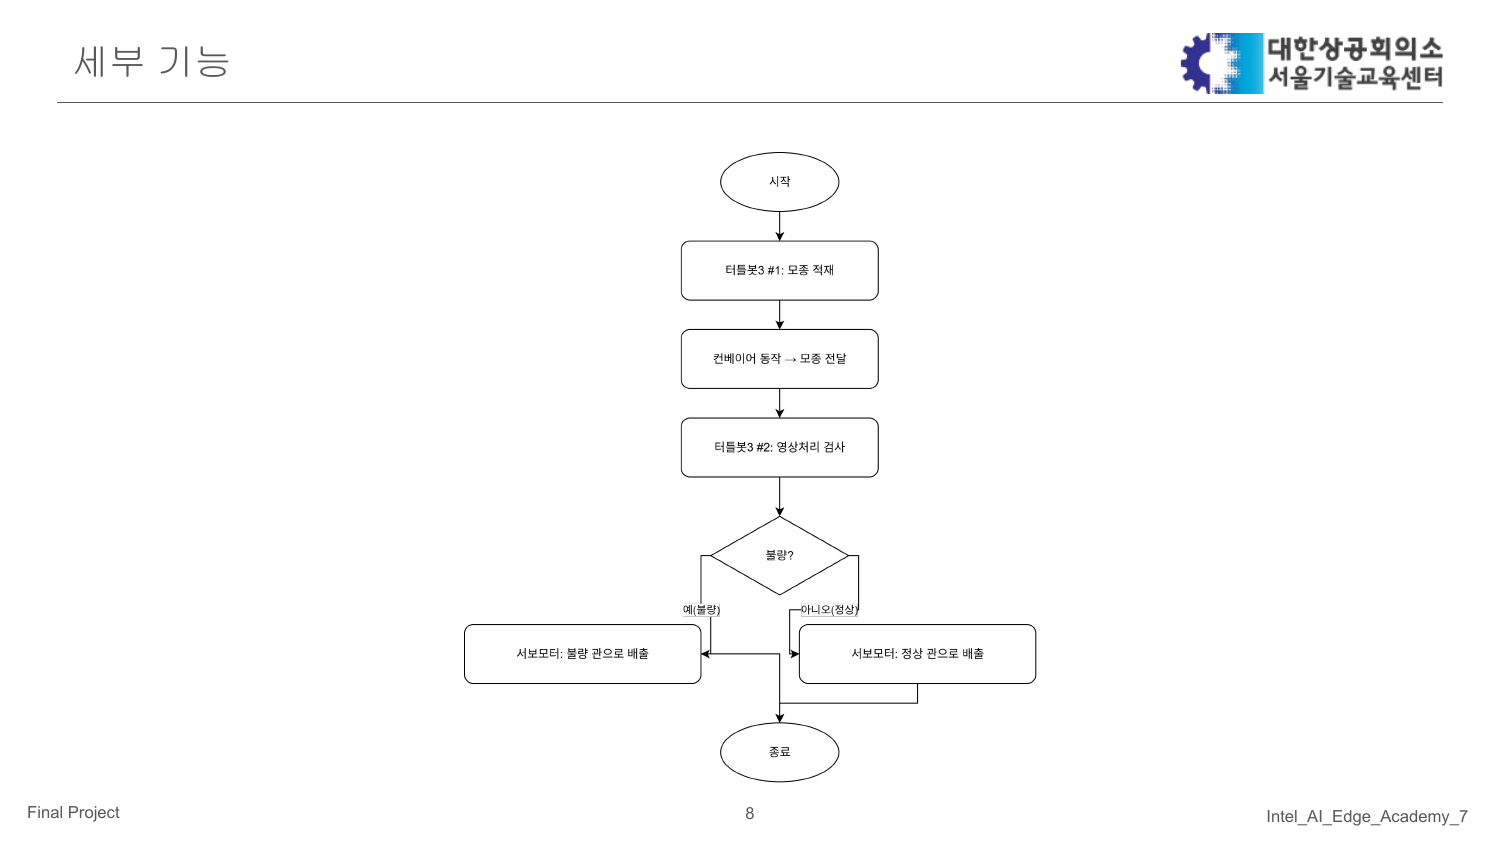 세부 기능
대한상공회의소
서울기술교육센터
시작
터틀봇3 #1: 모종 적재
컨베이어 동작 → 모종 전달
터틀봇3 #2: 영상처리 검사
불량?
예(불량)
아니오(정상)
서보모터: 불량 관으로 배출
서보모터: 정상 관으로 배출
종료
Final Project
8
Intel_AI_Edge_Academy_7